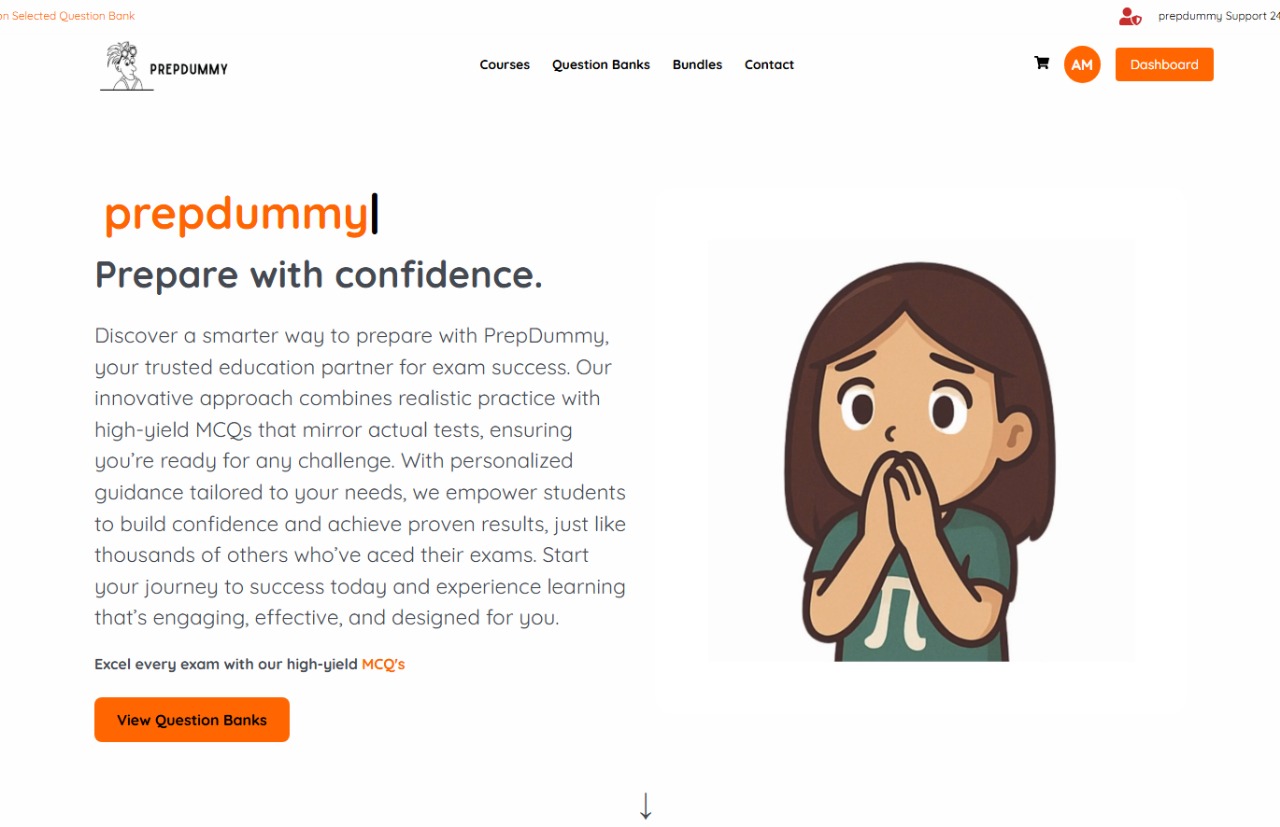 on Selected Question Bank
prepdummy Support 24
PREPDUMMY
Courses
Question Banks
Bundles
Contact
AM
Dashboard
prepdummy
Prepare with confidence.
Discover a smarter way to prepare with PrepDummy,
your trusted education partner for exam success. Our
innovative approach combines realistic practice with
high-yield MCQs that mirror actual tests, ensuring
you’re ready for any challenge. With personalized
guidance tailored to your needs, we empower students
to build confidence and achieve proven results, just like
thousands of others who’ve aced their exams. Start
your journey to success today and experience learning
that’s engaging, effective, and designed for you.
Excel every exam with our high-yield MCQ's
View Question Banks
π